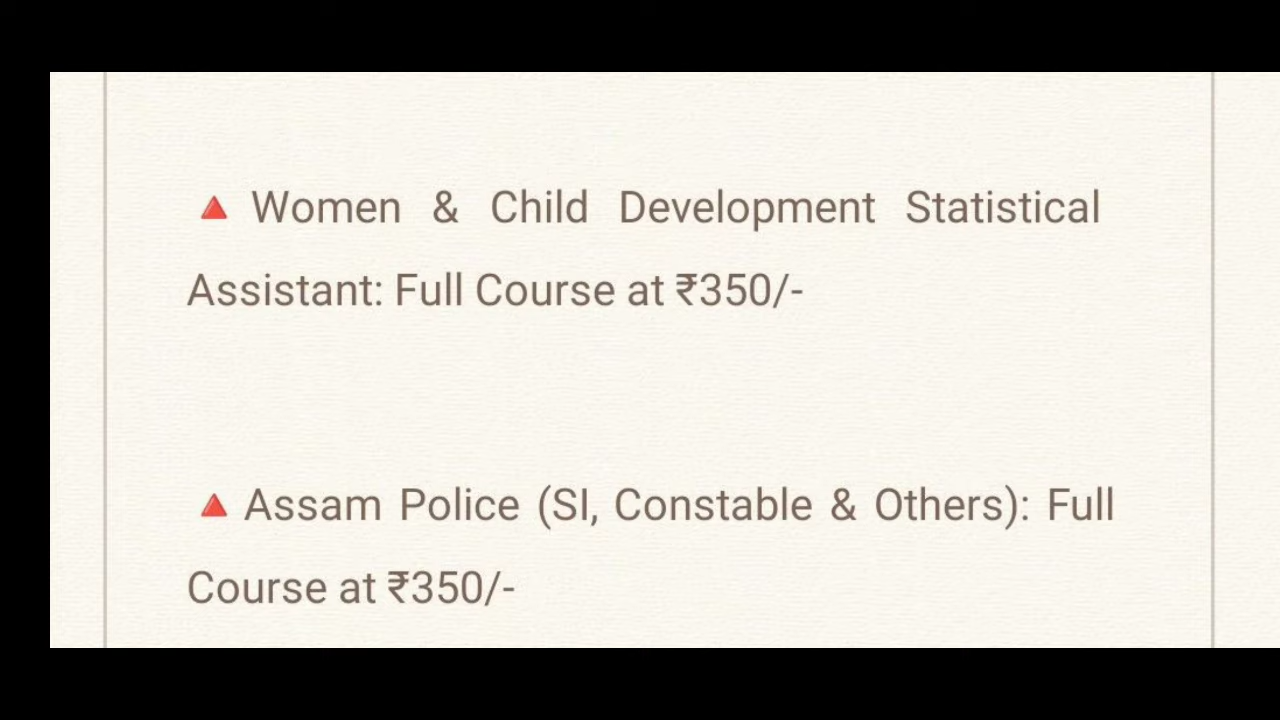 🔺 Women & Child Development Statistical
Assistant: Full Course at ₹350/-
🔺 Assam Police (SI, Constable & Others): Full
Course at ₹350/-